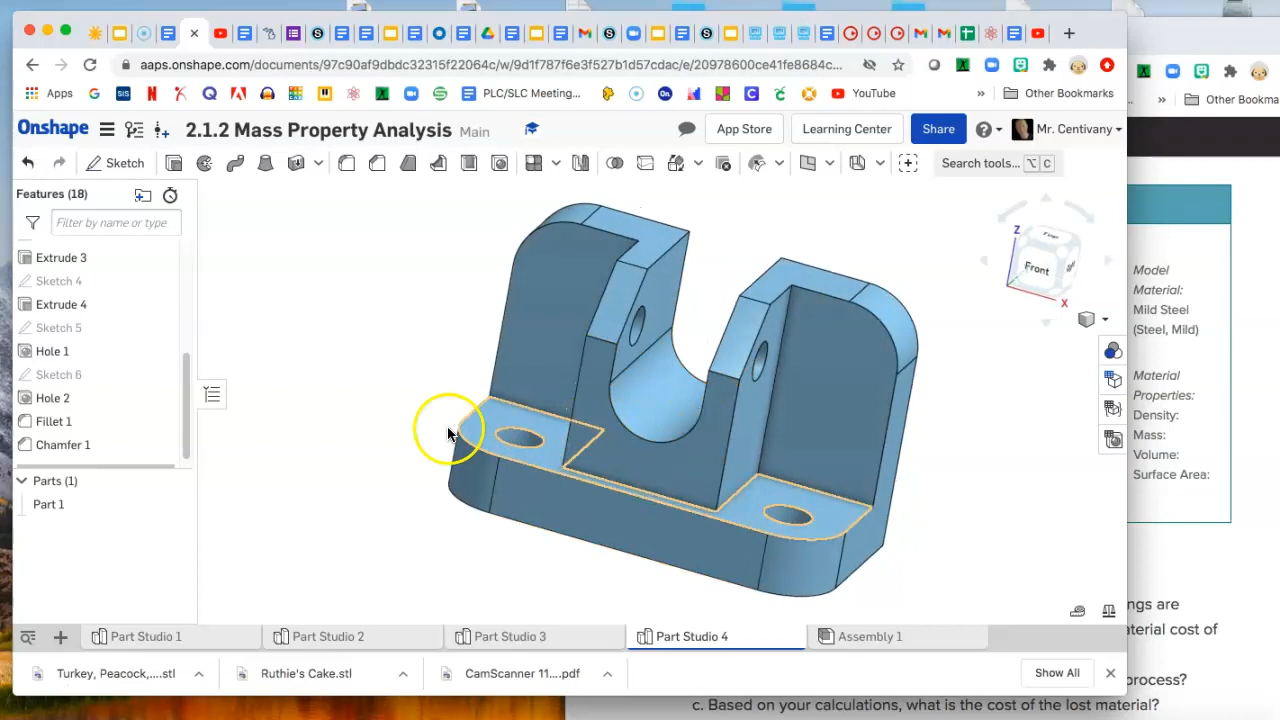 aaps.onshape.com/documents/97c90af9dbdc32315f22064c/w/9d1f787f6e3f527b1d57cdac/e/20978600ce41fe8684c...
Apps
PLC/SLC Meeting...
YouTube
»
Other Bookmarks
Other Bookma
Onshape
2.1.2 Mass Property Analysis
Main
App Store
Learning Center
Share
Mr. Centivany
Sketch
Search tools...
⌥ C
Features (18)
Filter by name or type
Extrude 3
Sketch 4
Extrude 4
Sketch 5
Hole 1
Sketch 6
Hole 2
Fillet 1
Chamfer 1
Parts (1)
Part 1
Z
Front
X
Model
Material:
Mild Steel
(Steel, Mild)
Material
Properties:
Density:
Mass:
Volume:
Surface Area:
ngs are
aterial cost of
process?
c. Based on your calculations, what is the cost of the lost material?
Part Studio 1
Part Studio 2
Part Studio 3
Part Studio 4
Assembly 1
Turkey, Peacock,....stl
Ruthie's Cake.stl
CamScanner 11....pdf
Show All